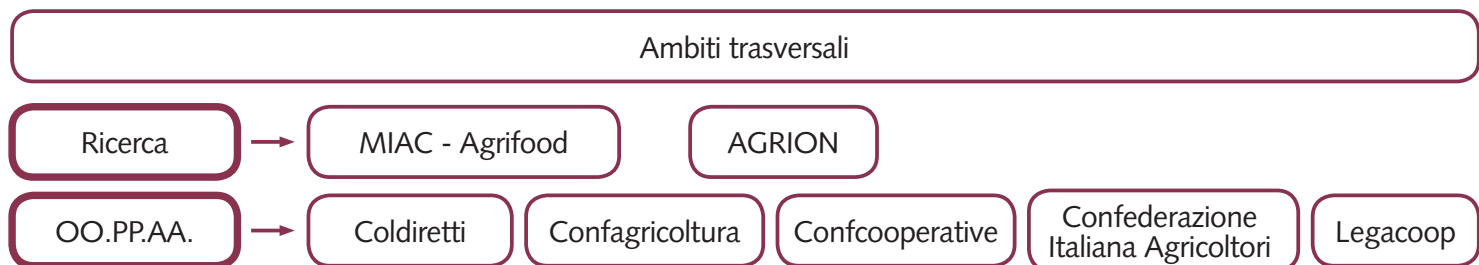 Ambiti trasversali
Ricerca
MIAC - Agrifood
AGRION
OO.PP.AA.
Coldiretti
Confagricoltura
Confcooperative
Confederazione
Italiana Agricoltori
Legacoop